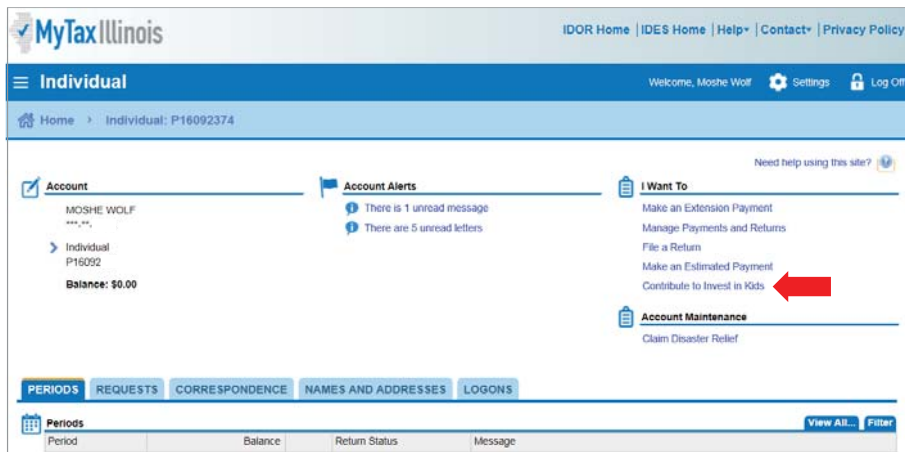 MyTax Illinois
IDOR Home | IDES Home | Help | Contact | Privacy Policy
Individual
Welcome, Moshe Wolf Settings Log Off
Home > Individual: P16092374
Need help using this site?
Account
MOSHE WOLF
***-**-
Individual
P16092
Balance: $0.00
Account Alerts
There is 1 unread message
There are 5 unread letters
I Want To
Make an Extension Payment
Manage Payments and Returns
File a Return
Make an Estimated Payment
Contribute to Invest in Kids
Account Maintenance
Claim Disaster Relief
PERIODS REQUESTS CORRESPONDENCE NAMES AND ADDRESSES LOGONS
Periods View All... Filter
Period Balance Return Status Message